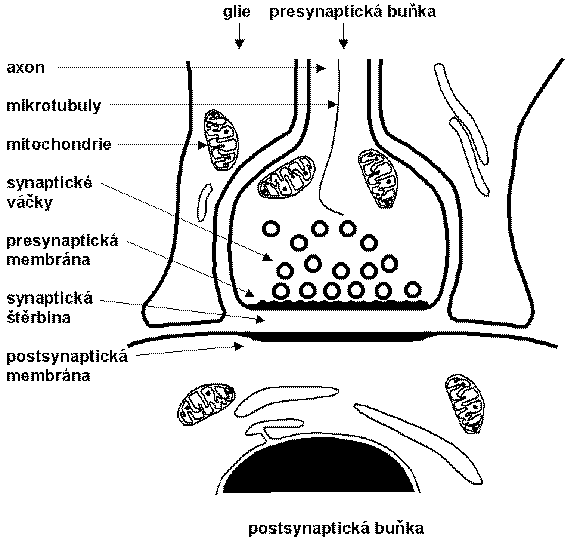 glie presynaptická buňka
axon
mikrotubuly
mitochondrie
synaptické
váčky
presynaptická
membrána
synaptická
štěrbina
postsynaptická
membrána
postsynaptická buňka